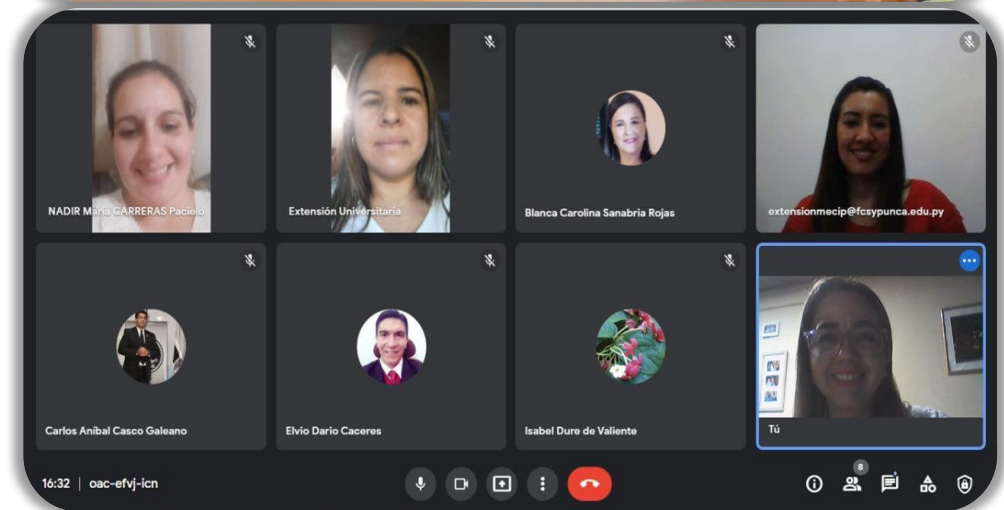 NADIR María CARRERAS Paciello
Extensión Universitaria
Blanca Carolina Sanabria Rojas
extensionmecip@fcsypunca.edu.py
Carlos Aníbal Casco Galeano
Elvio Dario Caceres
Isabel Dure de Valiente
Tú
16:32 | oac-efvj-icn
8